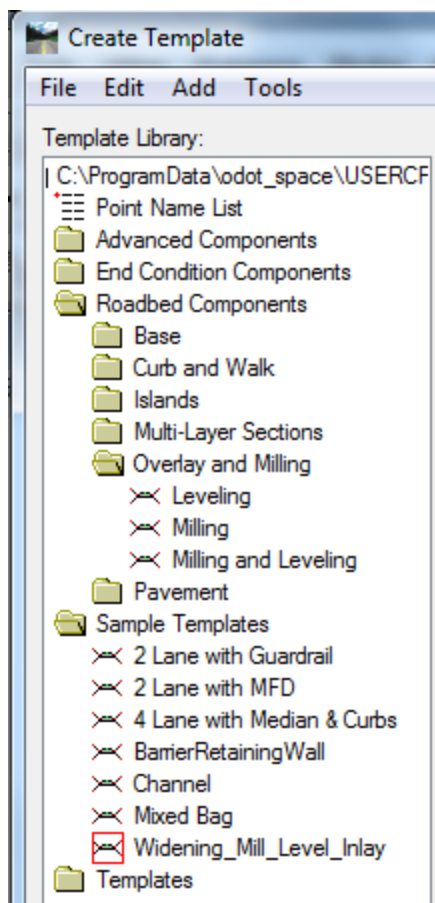 Create Template
File Edit Add Tools
Template Library:
C:\ProgramData\odot_space\USERCF
Point Name List
Advanced Components
End Condition Components
Roadbed Components
Base
Curb and Walk
Islands
Multi-Layer Sections
Overlay and Milling
Leveling
Milling
Milling and Leveling
Pavement
Sample Templates
2 Lane with Guardrail
2 Lane with MFD
4 Lane with Median & Curbs
BarrierRetainingWall
Channel
Mixed Bag
Widening_Mill_Level_Inlay
Templates